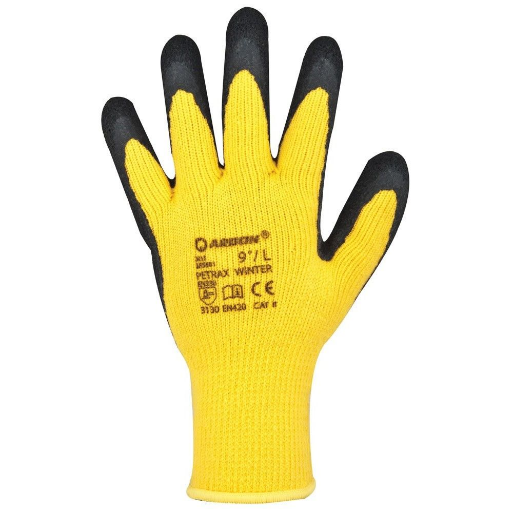 ARDON®
9"/L
PETRAX WINTER
CE
3130 EN420 CAT II